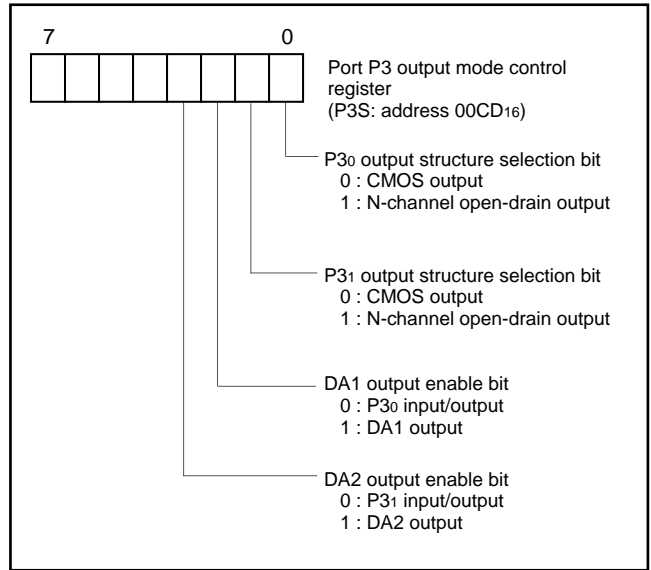 7 0
Port P3 output mode control
register
(P3S: address 00CD16)
P30 output structure selection bit
0 : CMOS output
1 : N-channel open-drain output
P31 output structure selection bit
0 : CMOS output
1 : N-channel open-drain output
DA1 output enable bit
0 : P30 input/output
1 : DA1 output
DA2 output enable bit
0 : P31 input/output
1 : DA2 output